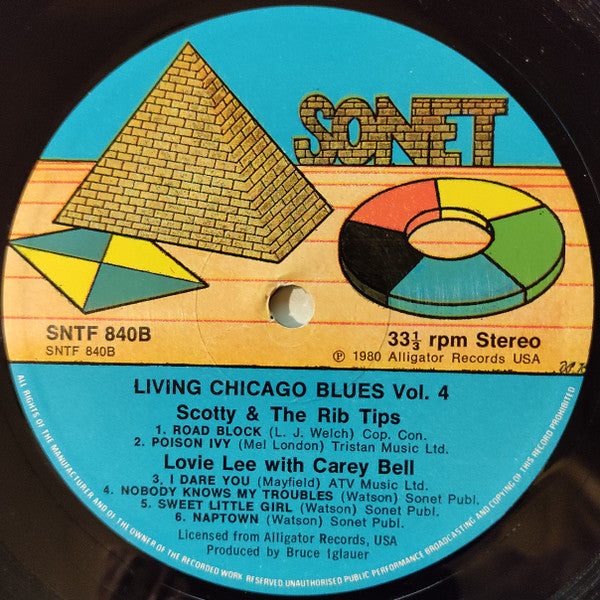 SONET
SNTF 840B
SNTF 840B
33⅓ rpm Stereo
℗ 1980 Alligator Records USA
LIVING CHICAGO BLUES Vol. 4
Scotty & The Rib Tips
1. ROAD BLOCK (L. J. Welch) Cop. Con.
2. POISON IVY (Mel London) Tristan Music Ltd.
Lovie Lee with Carey Bell
3. I DARE YOU (Mayfield) ATV Music Ltd.
4. NOBODY KNOWS MY TROUBLES (Watson) Sonet Publ.
5. SWEET LITTLE GIRL (Watson) Sonet Publ.
6. NAPTOWN (Watson) Sonet Publ.
Licensed from Alligator Records, USA
Produced by Bruce Iglauer
ALL RIGHTS OF THE MANUFACTURER AND OF THE OWNER OF THE RECORDED WORK RESERVED UNAUTHORISED PUBLIC PERFORMANCE BROADCASTING AND COPYING OF THIS RECORD PROHIBITED